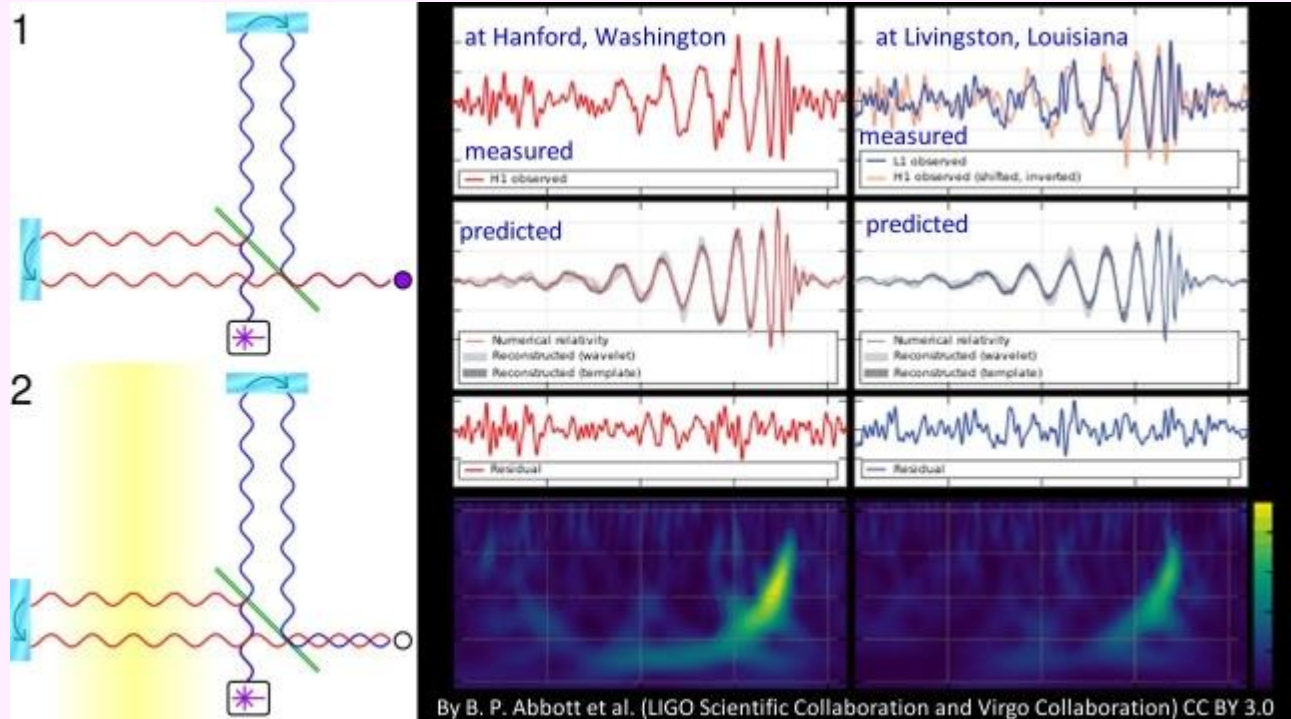 1
at Hanford, Washington
measured
H1 observed
at Livingston, Louisiana
measured
L1 observed
H1 observed (shifted, inverted)
predicted
Numerical relativity
Reconstructed (wavelet)
Reconstructed (template)
predicted
Numerical relativity
Reconstructed (wavelet)
Reconstructed (template)
2
Residual
Residual
By B. P. Abbott et al. (LIGO Scientific Collaboration and Virgo Collaboration) CC BY 3.0